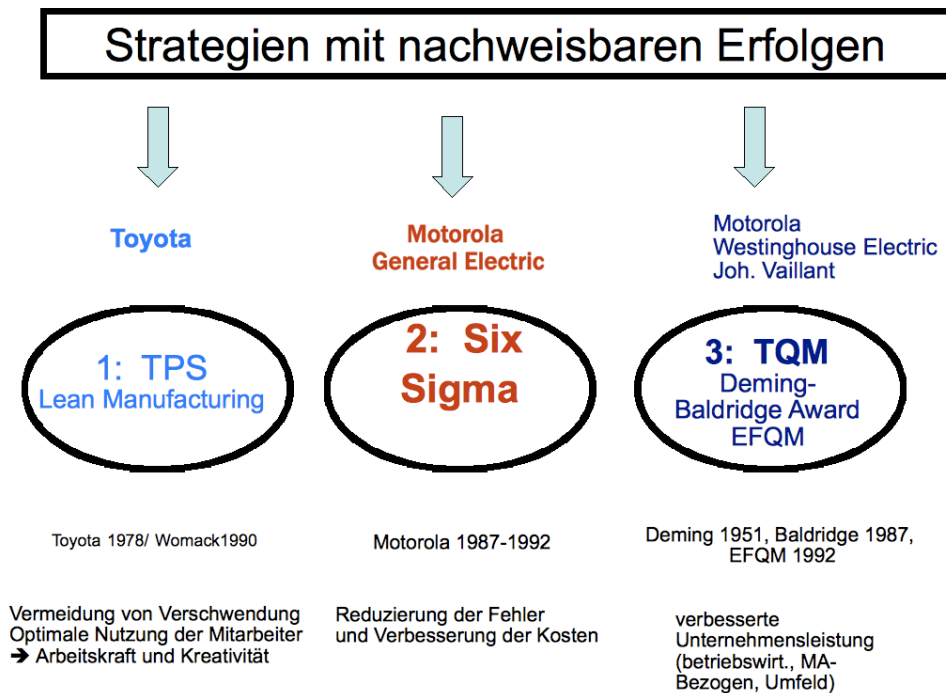 Strategien mit nachweisbaren Erfolgen
Toyota
1: TPS
Lean Manufacturing
Toyota 1978/ Womack1990
Vermeidung von Verschwendung
Optimale Nutzung der Mitarbeiter
➔ Arbeitskraft und Kreativität
Motorola
General Electric
2: Six
Sigma
Motorola 1987-1992
Reduzierung der Fehler
und Verbesserung der Kosten
Motorola
Westinghouse Electric
Joh. Vaillant
3: TQM
Deming-
Baldridge Award
EFQM
Deming 1951, Baldridge 1987,
EFQM 1992
verbesserte
Unternehmensleistung
(betriebswirt., MA-
Bezogen, Umfeld)